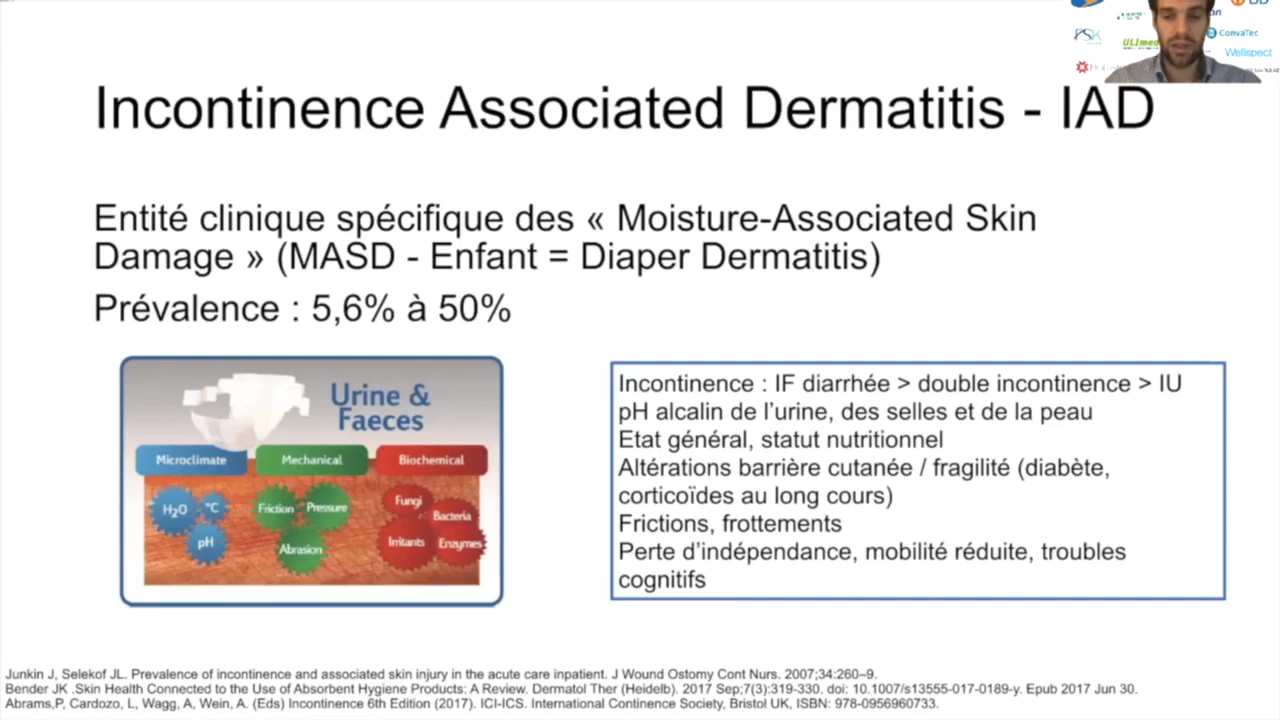 ConvaTec
Wellspect
Incontinence Associated Dermatitis - IAD
Entité clinique spécifique des « Moisture-Associated Skin
Damage » (MASD - Enfant = Diaper Dermatitis)
Prévalence : 5,6% à 50%
Urine &
Faeces
Microclimate
Mechanical
Biochemical
H₂O
°C
pH
Friction
Pressure
Abrasion
Fungi
Bacteria
Irritants
Enzymes
Incontinence : IF diarrhée > double incontinence > IU
pH alcalin de l’urine, des selles et de la peau
Etat général, statut nutritionnel
Altérations barrière cutanée / fragilité (diabète,
corticoïdes au long cours)
Frictions, frottements
Perte d’indépendance, mobilité réduite, troubles
cognitifs
Junkin J, Selekof JL. Prevalence of incontinence and associated skin injury in the acute care inpatient. J Wound Ostomy Cont Nurs. 2007;34:260–9.
Bender JK .Skin Health Connected to the Use of Absorbent Hygiene Products: A Review. Dermatol Ther (Heidelb). 2017 Sep;7(3):319-330. doi: 10.1007/s13555-017-0189-y. Epub 2017 Jun 30.
Abrams,P, Cardozo, L, Wagg, A, Wein, A. (Eds) Incontinence 6th Edition (2017). ICI-ICS. International Continence Society, Bristol UK, ISBN: 978-0956960733.